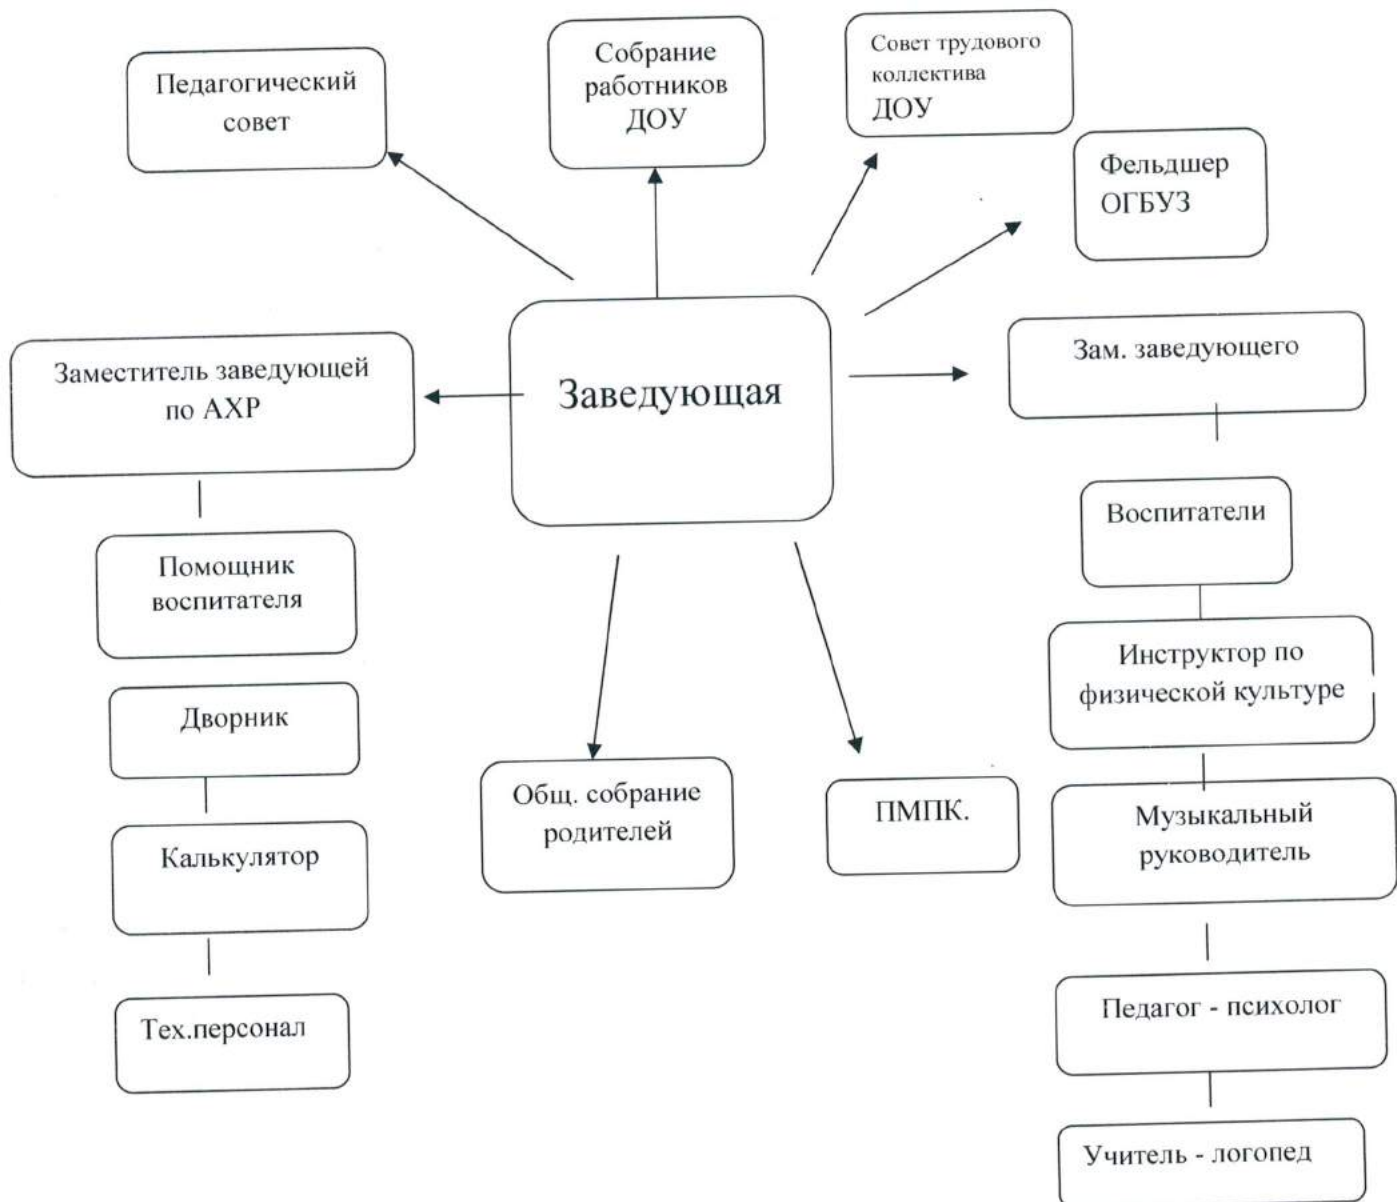 Педагогический
совет
Собрание
работников
ДОУ
Совет трудового
коллектива
ДОУ
Фельдшер
ОГБУЗ
Заместитель заведующей
по АХР
Заведующая
Зам. заведующего
Помощник
воспитателя
Дворник
Калькулятор
Тех.персонал
Общ. собрание
родителей
ПМПК.
Воспитатели
Инструктор по
физической культуре
Музыкальный
руководитель
Педагог - психолог
Учитель - логопед